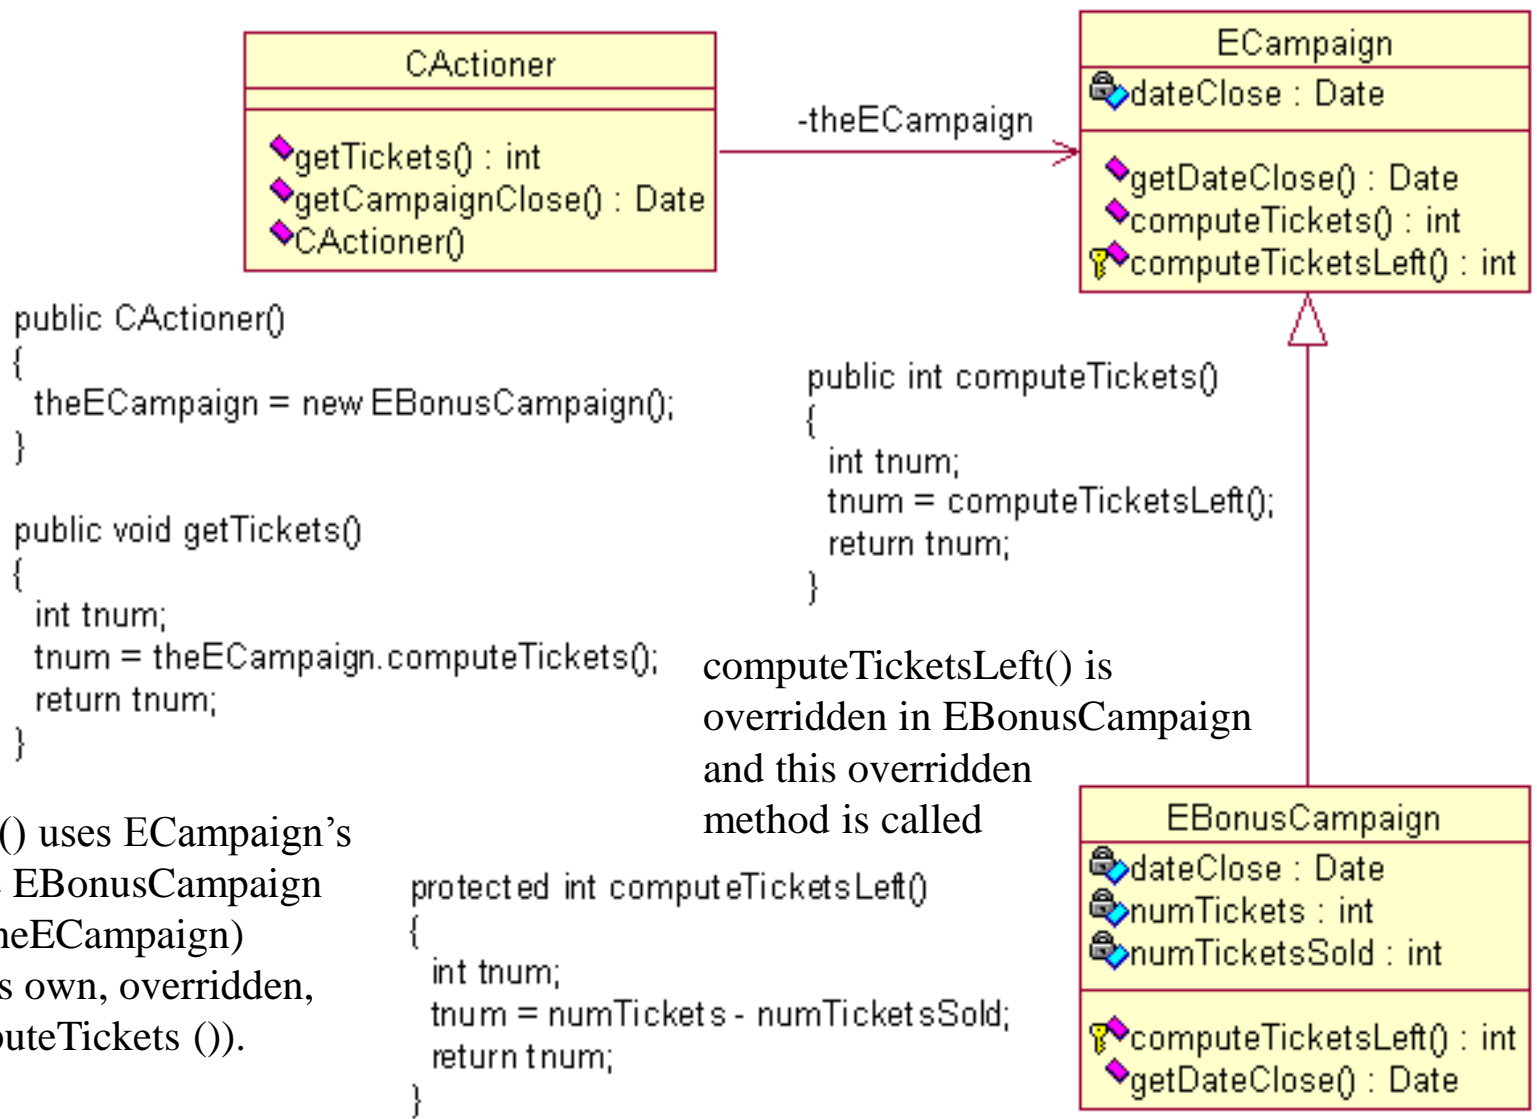 CActioner
getTickets() : int
getCampaignClose() : Date
CActioner()
-theECampaign
ECampaign
dateClose : Date
getDateClose() : Date
computeTickets() : int
computeTicketsLeft() : int
public CActioner()
{
theECampaign = new EBonusCampaign();
}
public void getTickets()
{
int tnum;
tnum = theECampaign.computeTickets();
return tnum;
}
public int computeTickets()
{
int tnum;
tnum = computeTicketsLeft();
return tnum;
}
computeTicketsLeft() is
overridden in EBonusCampaign
and this overridden
method is called
() uses ECampaign’s
EBonusCampaign
heECampaign)
s own, overridden,
puteTickets ()).
protected int computeTicketsLeft()
{
int tnum;
tnum = numTickets - numTicketsSold;
return tnum;
}
EBonusCampaign
dateClose : Date
numTickets : int
numTicketsSold : int
computeTicketsLeft() : int
getDateClose() : Date